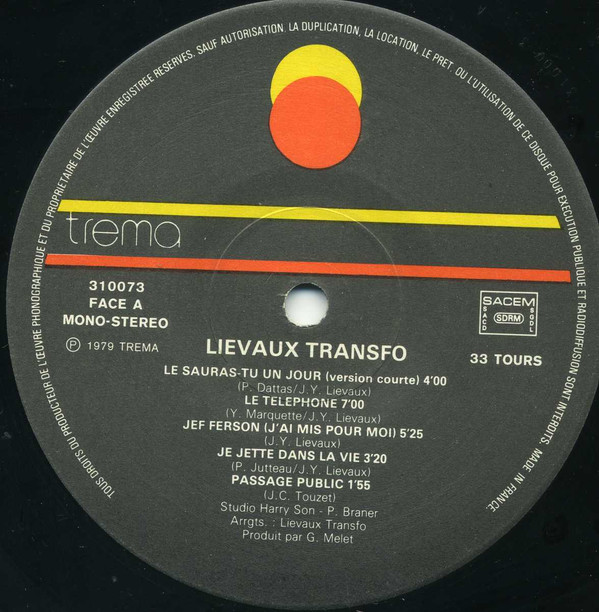 TOUS DROITS DU PRODUCTEUR DE L'ŒUVRE PHONOGRAPHIQUE ET DU PROPRIETAIRE DE L'ŒUVRE ENREGISTREE RESERVES, SAUF AUTORISATION. LA DUPLICATION, LA LOCATION, LE PRET, OU L'UTILISATION DE CE DISQUE POUR EXECUTION PUBLIQUE ET RADIODIFFUSION SONT INTERDITS. MADE IN FRANCE.
trema
310073
FACE A
MONO-STEREO
Ⓟ 1979 TREMA
SACEM
SACD
SDRM
SGDL
33 TOURS
LIEVAUX TRANSFO
LE SAURAS-TU UN JOUR (version courte) 4'00
(P. Dattas/J.Y. Lievaux)
LE TELEPHONE 7'00
(Y. Marquette/J.Y. Lievaux)
JEF FERSON (J'AI MIS POUR MOI) 5'25
(J.Y. Lievaux)
JE JETTE DANS LA VIE 3'20
(P. Jutteau/J.Y. Lievaux)
PASSAGE PUBLIC 1'55
(J.C. Touzet)
Studio Harry Son - P. Braner
Arrgts. : Lievaux Transfo
Produit par G. Melet